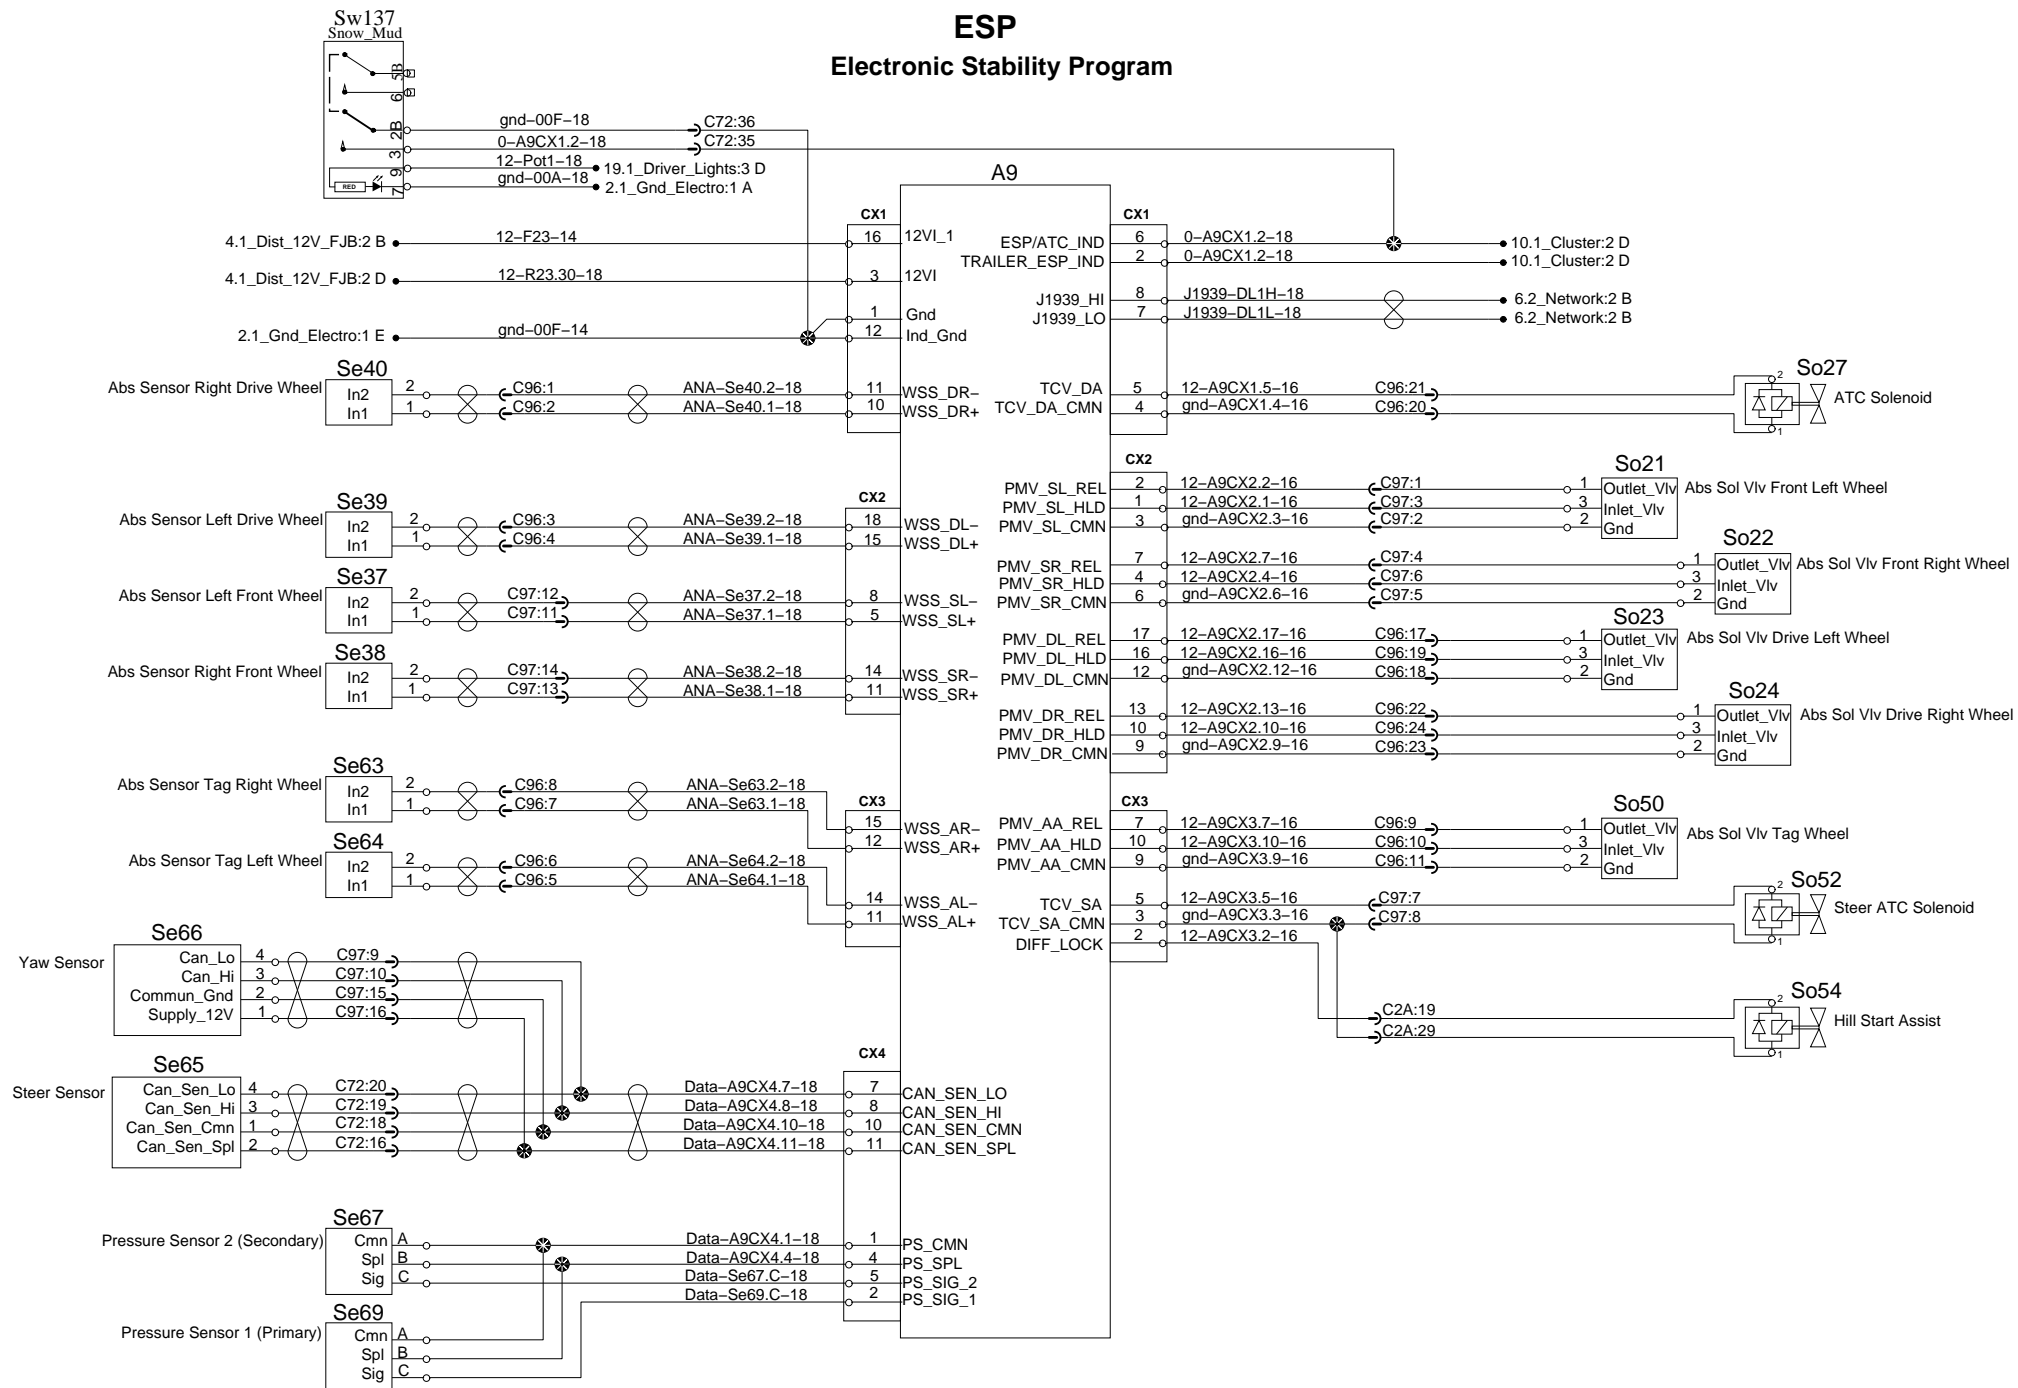 ESP
Electronic Stability Program
Sw137
Snow_Mud
5B
6
2B
3
9
7
RED
gnd-00F-18
C72:36
0-A9CX1.2-18
C72:35
12-Pot1-18
19.1_Driver_Lights:3 D
gnd-00A-18
2.1_Gnd_Electro:1 A
A9
CX1
4.1_Dist_12V_FJB:2 B
12-F23-14
16
12VI_1
4.1_Dist_12V_FJB:2 D
12-R23.30-18
3
12VI
1
Gnd
2.1_Gnd_Electro:1 E
gnd-00F-14
12
Ind_Gnd
Se40
Abs Sensor Right Drive Wheel
In2 2 C96:1 ANA-Se40.2-18 11 WSS_DR-
In1 1 C96:2 ANA-Se40.1-18 10 WSS_DR+
CX2
Se39
Abs Sensor Left Drive Wheel
In2 2 C96:3 ANA-Se39.2-18 18 WSS_DL-
In1 1 C96:4 ANA-Se39.1-18 15 WSS_DL+
Se37
Abs Sensor Left Front Wheel
In2 2 C97:12 ANA-Se37.2-18 8 WSS_SL-
In1 1 C97:11 ANA-Se37.1-18 5 WSS_SL+
Se38
Abs Sensor Right Front Wheel
In2 2 C97:14 ANA-Se38.2-18 14 WSS_SR-
In1 1 C97:13 ANA-Se38.1-18 11 WSS_SR+
Se63
Abs Sensor Tag Right Wheel
In2 2 C96:8 ANA-Se63.2-18
In1 1 C96:7 ANA-Se63.1-18
CX3
15 WSS_AR-
12 WSS_AR+
Se64
Abs Sensor Tag Left Wheel
In2 2 C96:6 ANA-Se64.2-18
In1 1 C96:5 ANA-Se64.1-18
14 WSS_AL-
11 WSS_AL+
Se66
Yaw Sensor
Can_Lo 4 C97:9
Can_Hi 3 C97:10
Commun_Gnd 2 C97:15
Supply_12V 1 C97:16
CX4
Se65
Steer Sensor
Can_Sen_Lo 4 C72:20 Data-A9CX4.7-18 7 CAN_SEN_LO
Can_Sen_Hi 3 C72:19 Data-A9CX4.8-18 8 CAN_SEN_HI
Can_Sen_Cmn 1 C72:18 Data-A9CX4.10-18 10 CAN_SEN_CMN
Can_Sen_Spl 2 C72:16 Data-A9CX4.11-18 11 CAN_SEN_SPL
Se67
Pressure Sensor 2 (Secondary)
Cmn A Data-A9CX4.1-18 1 PS_CMN
Spl B Data-A9CX4.4-18 4 PS_SPL
Sig C Data-Se67.C-18 5 PS_SIG_2
Data-Se69.C-18 2 PS_SIG_1
Se69
Pressure Sensor 1 (Primary)
Cmn A
Spl B
Sig C
CX1
ESP/ATC_IND 6 0-A9CX1.2-18 10.1_Cluster:2 D
TRAILER_ESP_IND 2 0-A9CX1.2-18 10.1_Cluster:2 D
J1939_HI 8 J1939-DL1H-18 6.2_Network:2 B
J1939_LO 7 J1939-DL1L-18 6.2_Network:2 B
TCV_DA 5 12-A9CX1.5-16 C96:21
TCV_DA_CMN 4 gnd-A9CX1.4-16 C96:20
So27
2
1
ATC Solenoid
CX2
So21
PMV_SL_REL 2 12-A9CX2.2-16 C97:1 1 Outlet_Vlv Abs Sol Vlv Front Left Wheel
PMV_SL_HLD 1 12-A9CX2.1-16 C97:3 3 Inlet_Vlv
PMV_SL_CMN 3 gnd-A9CX2.3-16 C97:2 2 Gnd
So22
PMV_SR_REL 7 12-A9CX2.7-16 C97:4 1 Outlet_Vlv Abs Sol Vlv Front Right Wheel
PMV_SR_HLD 4 12-A9CX2.4-16 C97:6 3 Inlet_Vlv
PMV_SR_CMN 6 gnd-A9CX2.6-16 C97:5 2 Gnd
So23
PMV_DL_REL 17 12-A9CX2.17-16 C96:17 1 Outlet_Vlv Abs Sol Vlv Drive Left Wheel
PMV_DL_HLD 16 12-A9CX2.16-16 C96:19 3 Inlet_Vlv
PMV_DL_CMN 12 gnd-A9CX2.12-16 C96:18 2 Gnd
So24
PMV_DR_REL 13 12-A9CX2.13-16 C96:22 1 Outlet_Vlv Abs Sol Vlv Drive Right Wheel
PMV_DR_HLD 10 12-A9CX2.10-16 C96:24 3 Inlet_Vlv
PMV_DR_CMN 9 gnd-A9CX2.9-16 C96:23 2 Gnd
CX3
So50
PMV_AA_REL 7 12-A9CX3.7-16 C96:9 1 Outlet_Vlv Abs Sol Vlv Tag Wheel
PMV_AA_HLD 10 12-A9CX3.10-16 C96:10 3 Inlet_Vlv
PMV_AA_CMN 9 gnd-A9CX3.9-16 C96:11 2 Gnd
TCV_SA 5 12-A9CX3.5-16 C97:7
TCV_SA_CMN 3 gnd-A9CX3.3-16 C97:8
DIFF_LOCK 2 12-A9CX3.2-16
So52
2
1
Steer ATC Solenoid
C2A:19
C2A:29
So54
2
1
Hill Start Assist